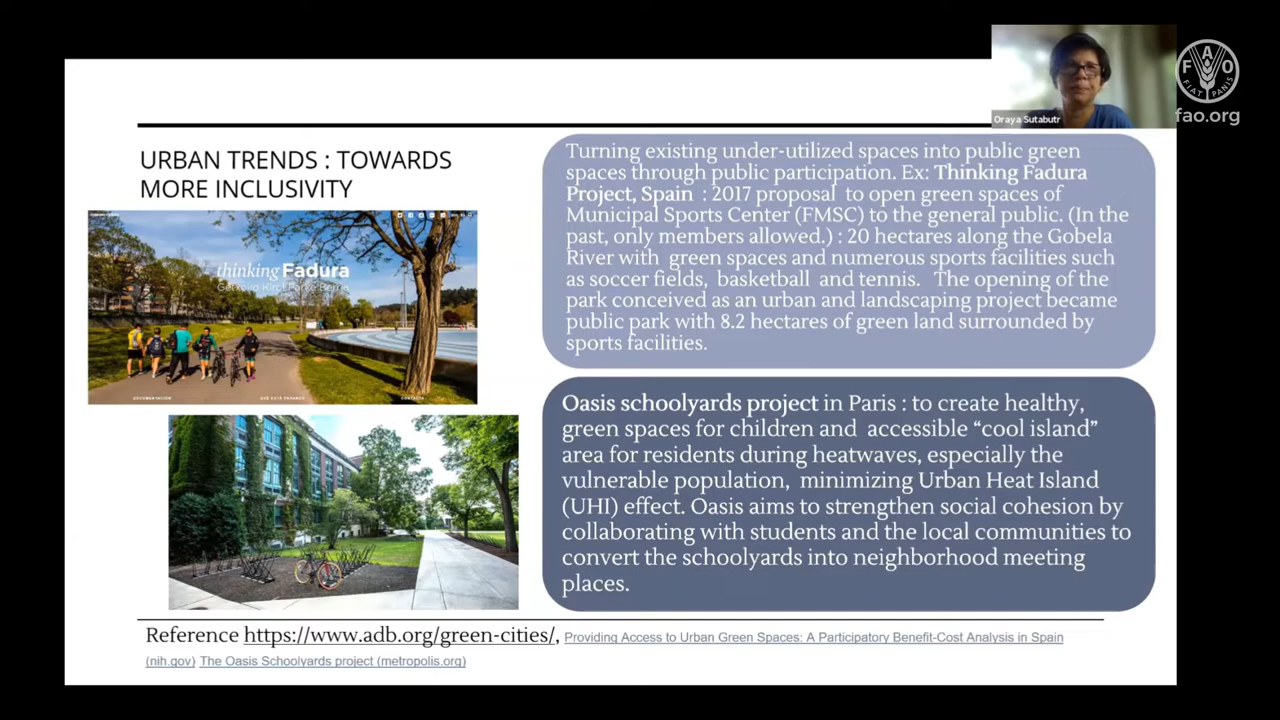 Oraya Sutabutr
FAO
FIAT PANIS
fao.org
URBAN TRENDS : TOWARDS
MORE INCLUSIVITY
thinking Fadura
DOCUMENTACIÓN
CONTACTO
Turning existing under-utilized spaces into public green
spaces through public participation. Ex: Thinking Fadura
Project, Spain : 2017 proposal to open green spaces of
Municipal Sports Center (FMSC) to the general public. (In the
past, only members allowed.) : 20 hectares along the Gobela
River with green spaces and numerous sports facilities such
as soccer fields, basketball and tennis. The opening of the
park conceived as an urban and landscaping project became
public park with 8.2 hectares of green land surrounded by
sports facilities.
Oasis schoolyards project in Paris : to create healthy,
green spaces for children and accessible “cool island”
area for residents during heatwaves, especially the
vulnerable population, minimizing Urban Heat Island
(UHI) effect. Oasis aims to strengthen social cohesion by
collaborating with students and the local communities to
convert the schoolyards into neighborhood meeting
places.
Reference https://www.adb.org/green-cities/, Providing Access to Urban Green Spaces: A Participatory Benefit-Cost Analysis in Spain
(nih.gov) The Oasis Schoolyards project (metropolis.org)